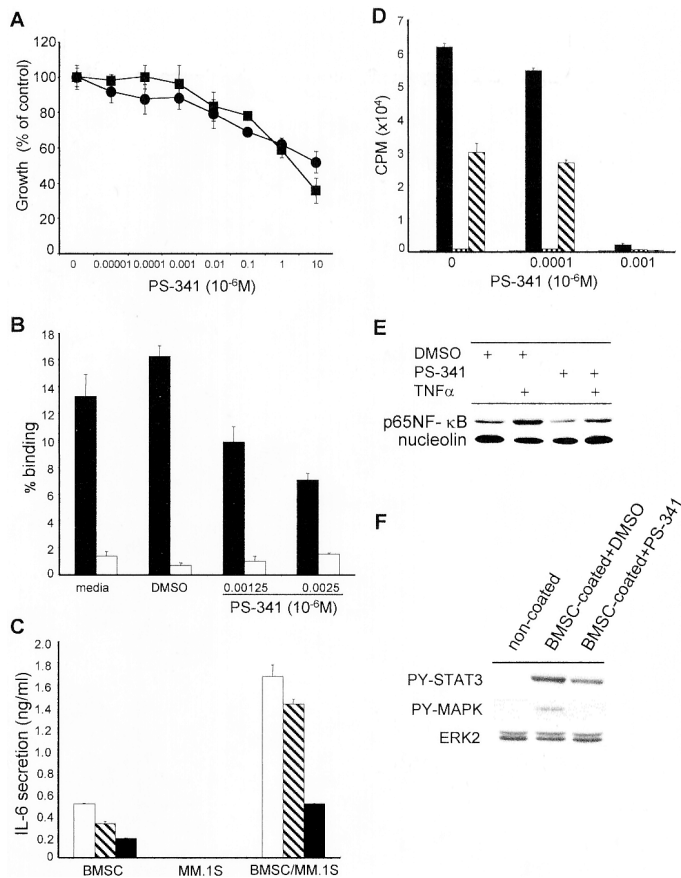 A
Growth (% of control)
120
100
80
60
40
20
0
0 0.00001 0.0001 0.001 0.01 0.1 1 10
PS-341 (10-6M)
B
% binding
18
16
14
12
10
8
6
4
2
0
media DMSO 0.00125 0.0025
PS-341 (10-6M)
C
IL-6 secretion (ng/ml)
2.0
1.8
1.6
1.4
1.2
1.0
0.8
0.6
0.4
0.2
0
BMSC MM.1S BMSC/MM.1S
D
CPM (x10⁴)
8
7
6
5
4
3
2
1
0
0 0.0001 0.001
PS-341 (10-6M)
E
DMSO + +
PS-341 + +
TNFα + +
p65NF-κB
nucleolin
F
non-coated
BMSC-coated+DMSO
BMSC-coated+PS-341
PY-STAT3
PY-MAPK
ERK2